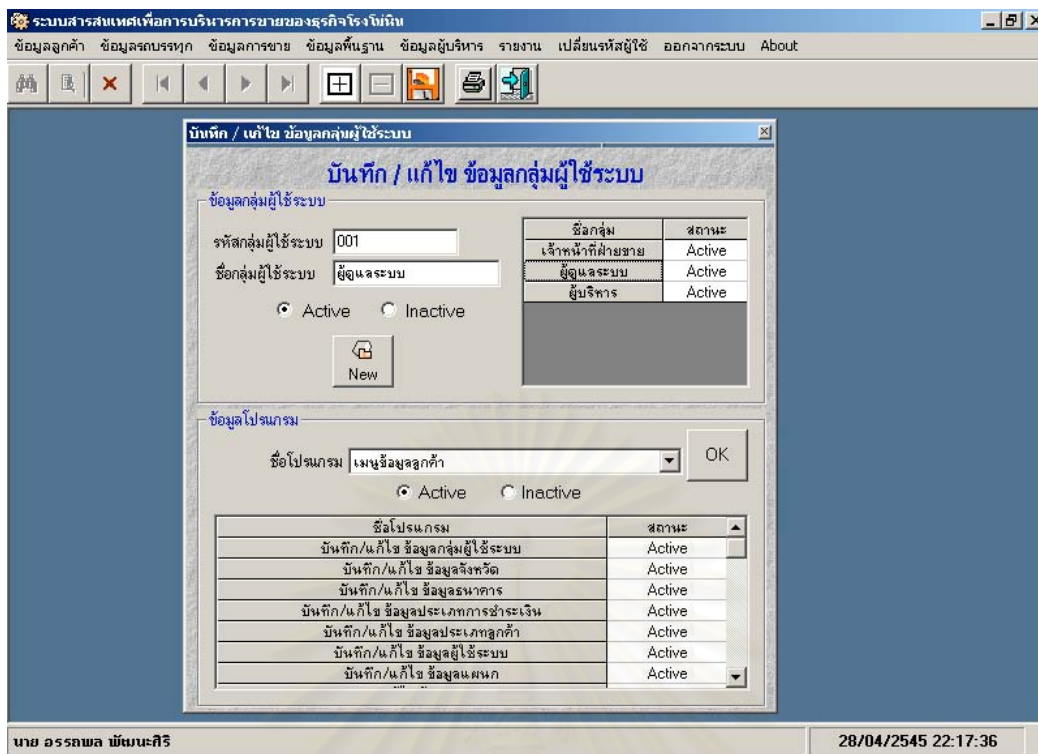 ระบบสารสนเทศเพื่อการบริหารการขายของธุรกิจโรงโม่หิน
ข้อมูลลูกค้า ข้อมูลรถบรรทุก ข้อมูลการขาย ข้อมูลพื้นฐาน ข้อมูลผู้บริหาร รายงาน เปลี่ยนรหัสผู้ใช้ ออกจากระบบ About
บันทึก / แก้ไข ข้อมูลกลุ่มผู้ใช้ระบบ
บันทึก / แก้ไข ข้อมูลกลุ่มผู้ใช้ระบบ
ข้อมูลกลุ่มผู้ใช้ระบบ
รหัสกลุ่มผู้ใช้ระบบ 001
ชื่อกลุ่มผู้ใช้ระบบ ผู้ดูแลระบบ
Active Inactive
New
ชื่อกลุ่ม สถานะ
เจ้าหน้าที่ฝ่ายขาย Active
ผู้ดูแลระบบ Active
ผู้บริหาร Active
ข้อมูลโปรแกรม
ชื่อโปรแกรม เมนูข้อมูลลูกค้า OK
Active Inactive
ชื่อโปรแกรม สถานะ
บันทึก/แก้ไข ข้อมูลกลุ่มผู้ใช้ระบบ Active
บันทึก/แก้ไข ข้อมูลจังหวัด Active
บันทึก/แก้ไข ข้อมูลธนาคาร Active
บันทึก/แก้ไข ข้อมูลประเภทการชำระเงิน Active
บันทึก/แก้ไข ข้อมูลประเภทลูกค้า Active
บันทึก/แก้ไข ข้อมูลผู้ใช้ระบบ Active
บันทึก/แก้ไข ข้อมูลแผนก Active
นาย อรรถพล พัฒนะศิริ 28/04/2545 22:17:36